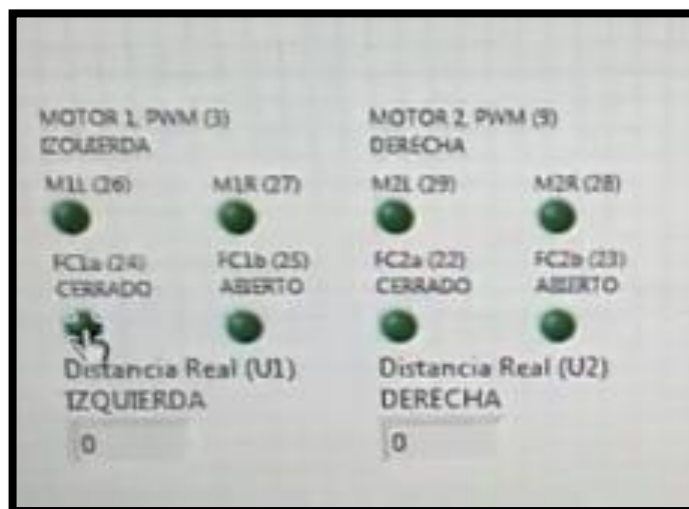 MOTOR 1, PWM (3)
IZQUIERDA
M1L (26)
M1R (27)
FC1a (24)
CERRADO
FC1b (25)
ABIERTO
Distancia Real (U1)
IZQUIERDA
0
MOTOR 2, PWM (9)
DERECHA
M2L (29)
M2R (28)
FC2a (22)
CERRADO
FC2b (23)
ABIERTO
Distancia Real (U2)
DERECHA
0